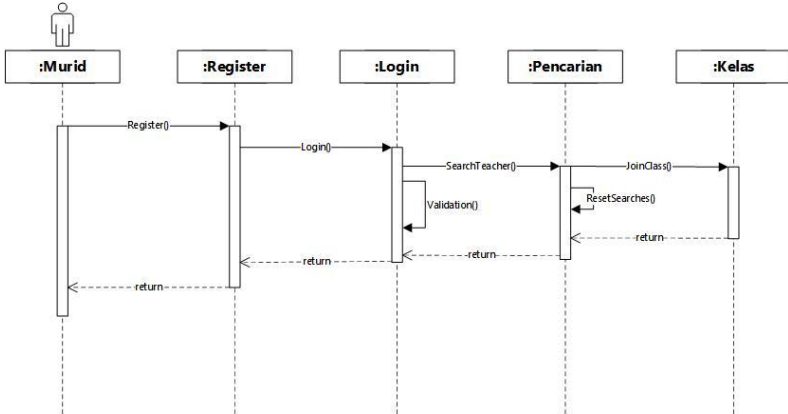 :Murid
:Register
:Login
:Pencarian
:Kelas
Register()
Login()
SearchTeacher()
JoinClass()
ResetSearches()
Validation()
return
return
return
return